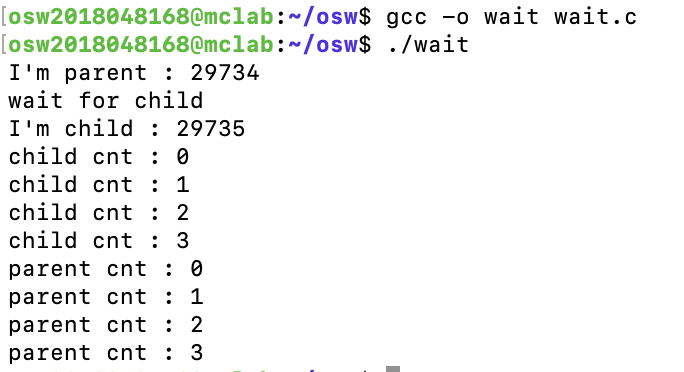 [osw2018048168@mclab:~/osw$ gcc -o wait wait.c
[osw2018048168@mclab:~/osw$ ./wait
I'm parent : 29734
wait for child
I'm child : 29735
child cnt : 0
child cnt : 1
child cnt : 2
child cnt : 3
parent cnt : 0
parent cnt : 1
parent cnt : 2
parent cnt : 3